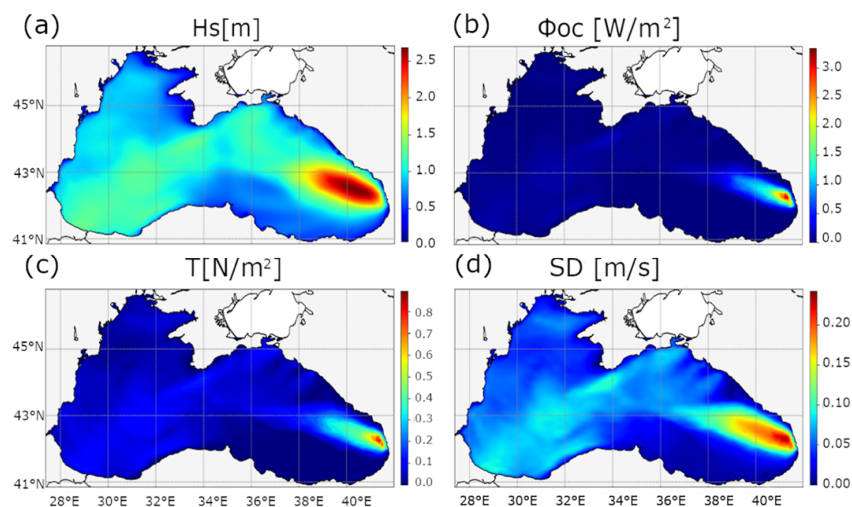 (a) Hs[m]
(b) Φoc [W/m²]
2.5
2.0
1.5
1.0
0.5
0.0
45°N
43°N
41°N
3.0
2.5
2.0
1.5
1.0
0.5
0.0
(c) T[N/m²]
(d) SD [m/s]
0.8
0.7
0.6
0.5
0.4
0.3
0.2
0.1
0.0
45°N
43°N
41°N
0.20
0.15
0.10
0.05
0.00
28°E 30°E 32°E 34°E 36°E 38°E 40°E
28°E 30°E 32°E 34°E 36°E 38°E 40°E